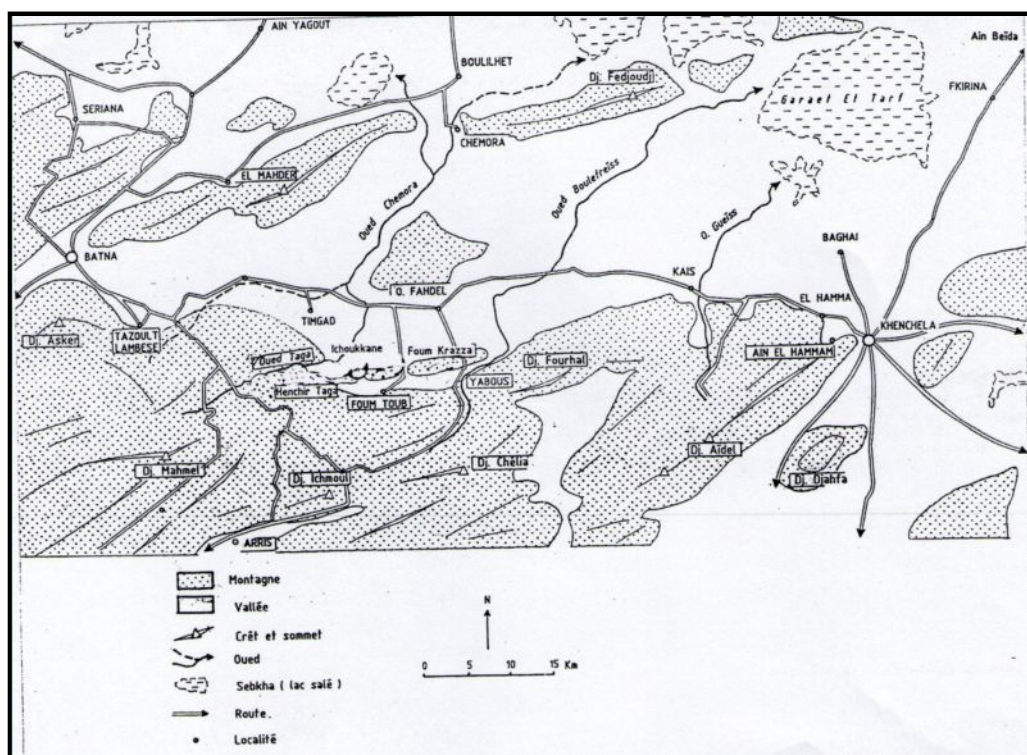 AIN YAGOUT
Ain Beïda
BOULILHET
Dj. Fedjoudj
FKIRINA
SERIANA
Garaet El Tarf
CHEMORA
EL MAHDER
Oued Chemora
Oued Boulefreïss
O. Gueïss
BAGHAI
BATNA
O. FAHDEL
KAIS
EL HAMMA
TIMGAD
KHENCHELA
Dj. Asker
TAZOULT
LAMBESE
Ichoukkane
Foum Krazza
Dj. Fourhal
AIN EL HAMMAM
Oued Taga
YABOUS
Henchir Taga
FOUM TOUB
Dj. Aïdel
Dj. Mahmel
Dj. Chélia
Dj. Ichmoul
Dj. Djahfa
ARRIS
Montagne
Vallée
Crêt et sommet
Oued
Sebkha ( lac salé )
Route.
Localité
N
0 5 10 15 Km